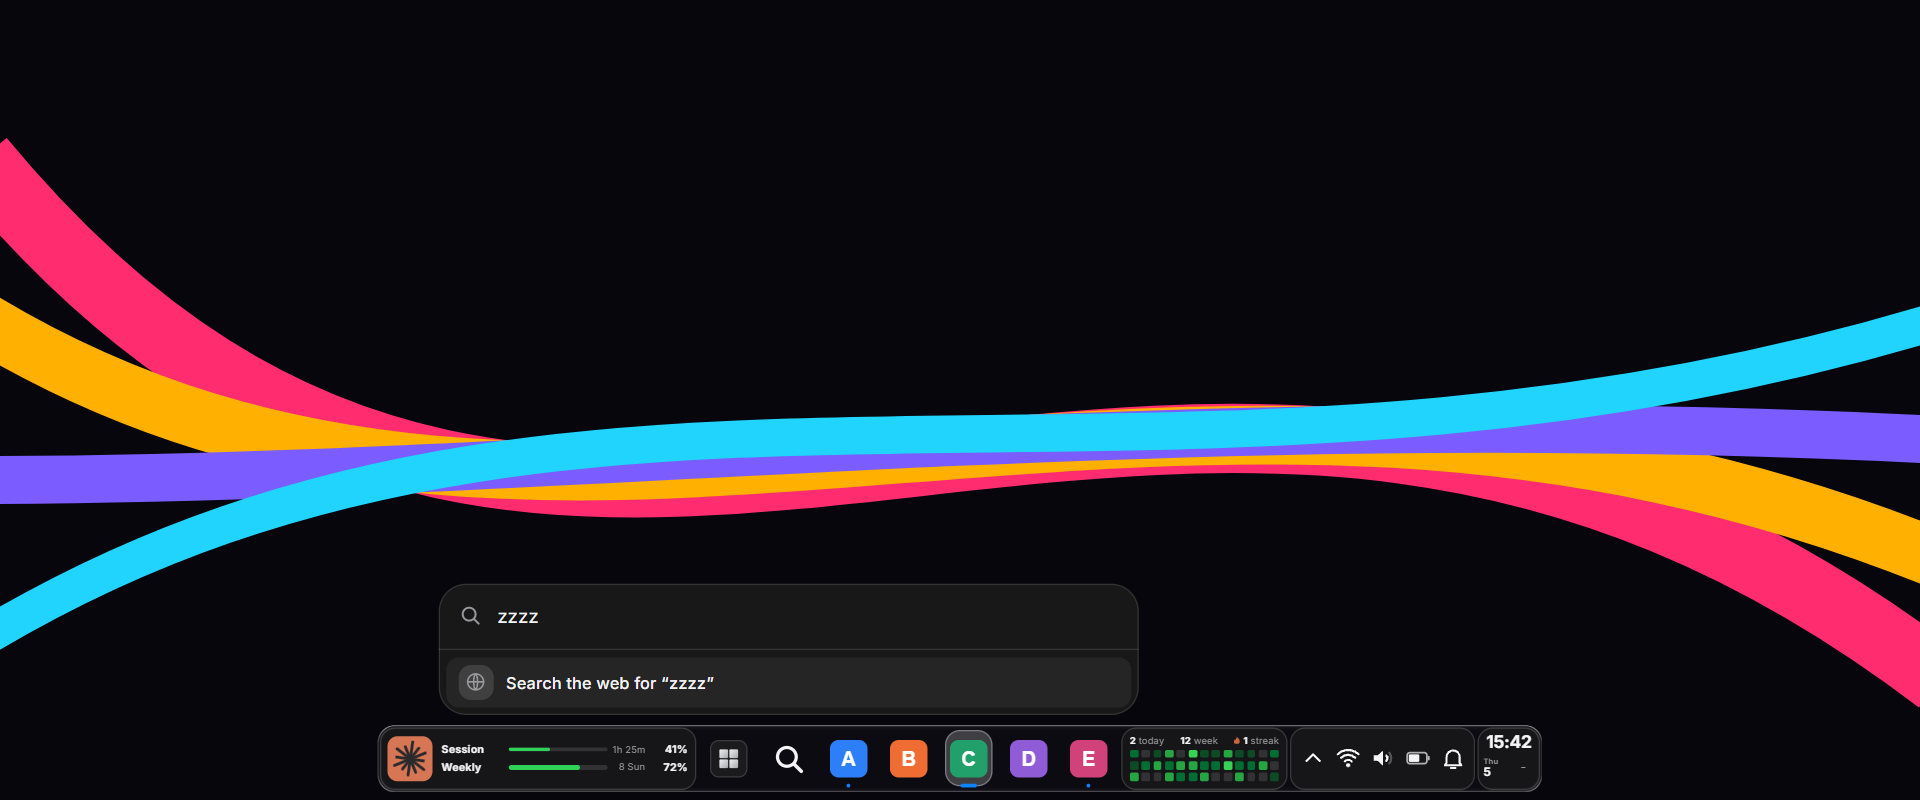 zzzz
Search the web for “zzzz”
Session 1h 25m 41%
Weekly 8 Sun 72%
A
B
C
D
E
2 today 12 week 1 streak
15:42
Thu
5 –